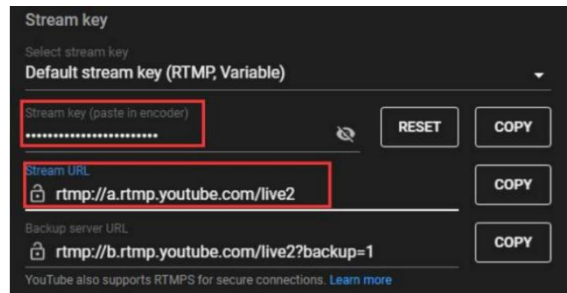 Stream key
Select stream key
Default stream key (RTMP, Variable)
Stream key (paste in encoder)
••••••••••••••••••••••••
RESET
COPY
Stream URL
rtmp://a.rtmp.youtube.com/live2
COPY
Backup server URL
rtmp://b.rtmp.youtube.com/live2?backup=1
COPY
YouTube also supports RTMPS for secure connections. Learn more